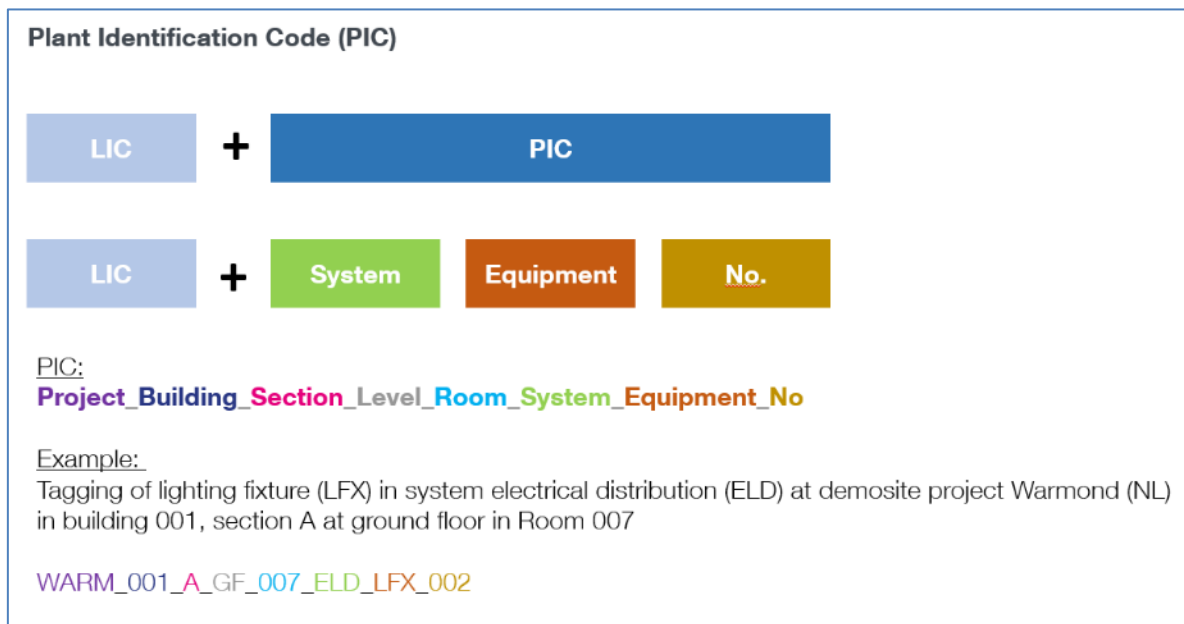 Plant Identification Code (PIC)
LIC + PIC
LIC + System Equipment No.
PIC:
Project_Building_Section_Level_Room_System_Equipment_No
Example:
Tagging of lighting fixture (LFX) in system electrical distribution (ELD) at demosite project Warmond (NL)
in building 001, section A at ground floor in Room 007
WARM_001_A_GF_007_ELD_LFX_002